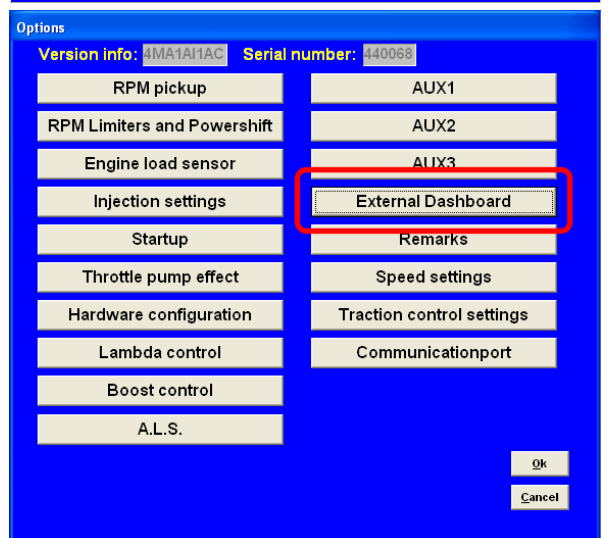 Options
Version info: 4MA1AI1AC Serial number: 440068
RPM pickup
RPM Limiters and Powershift
Engine load sensor
Injection settings
Startup
Throttle pump effect
Hardware configuration
Lambda control
Boost control
A.L.S.
AUX1
AUX2
AUX3
External Dashboard
Remarks
Speed settings
Traction control settings
Communicationport
Ok
Cancel